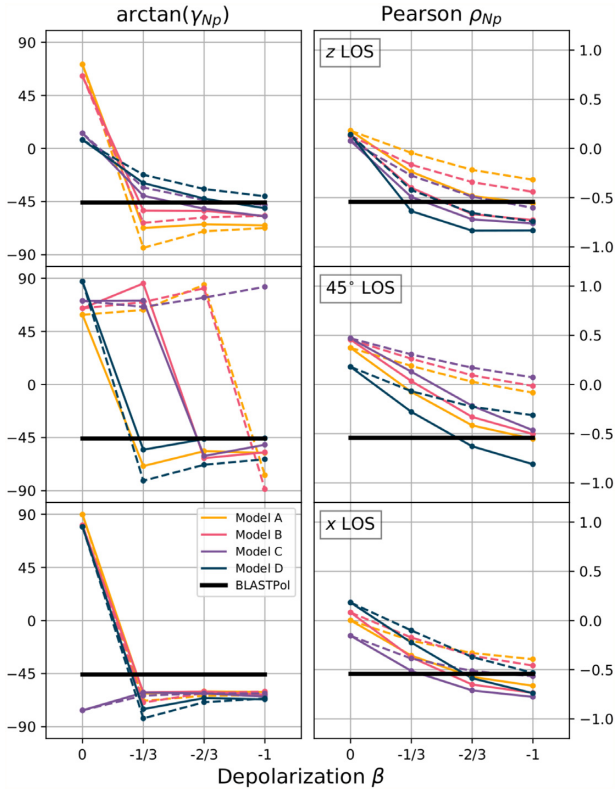 arctan(γ_Np)
Pearson ρ_Np
90
45
0
−45
−90
z LOS
1.0
0.5
0.0
−0.5
−1.0
90
45
0
−45
−90
45° LOS
1.0
0.5
0.0
−0.5
−1.0
90
45
0
−45
−90
Model A
Model B
Model C
Model D
BLASTPol
x LOS
1.0
0.5
0.0
−0.5
−1.0
0 -1/3 -2/3 -1
0 -1/3 -2/3 -1
Depolarization β